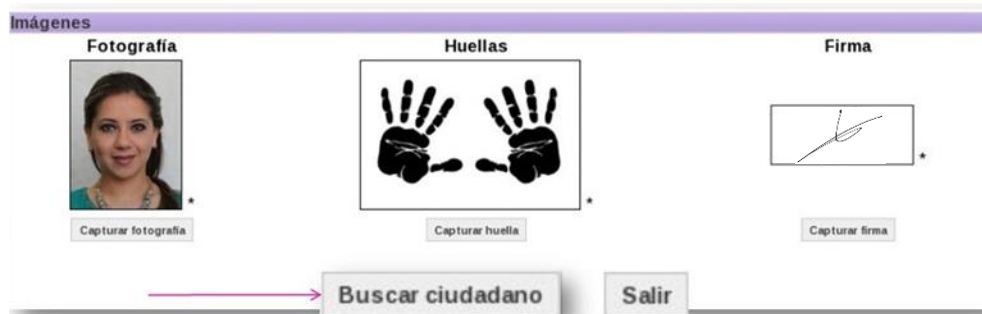 Imágenes
Fotografía Huellas Firma
* * *
Capturar fotografía Capturar huella Capturar firma
Buscar ciudadano Salir